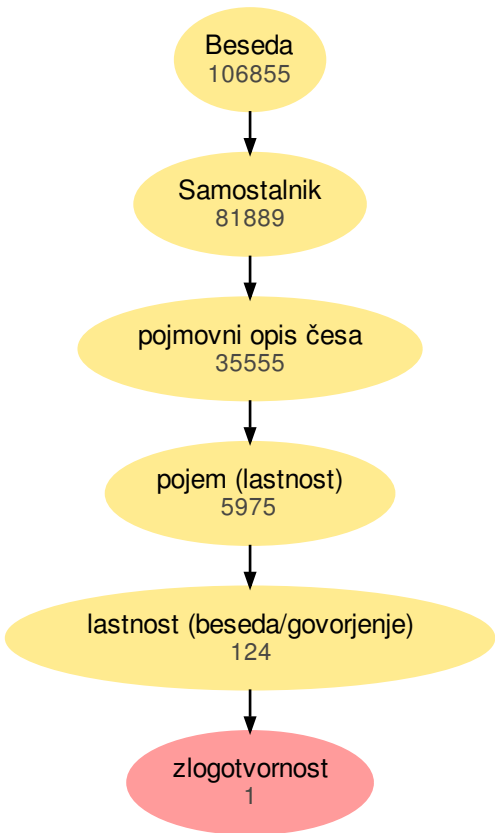 Beseda
106855
Samostalnik
81889
pojmovni opis česa
35555
pojem (lastnost)
5975
lastnost (beseda/govorjenje)
124
zlogotvornost
1